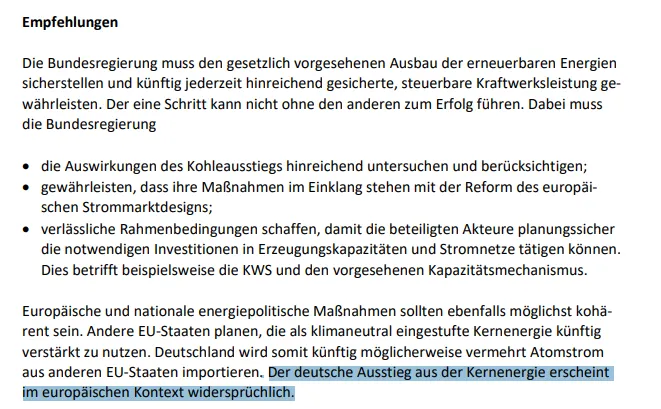 Empfehlungen
Die Bundesregierung muss den gesetzlich vorgesehenen Ausbau der erneuerbaren Energien
sicherstellen und künftig jederzeit hinreichend gesicherte, steuerbare Kraftwerksleistung ge-
währleisten. Der eine Schritt kann nicht ohne den anderen zum Erfolg führen. Dabei muss
die Bundesregierung
• die Auswirkungen des Kohleausstiegs hinreichend untersuchen und berücksichtigen;
• gewährleisten, dass ihre Maßnahmen im Einklang stehen mit der Reform des europäi-
schen Strommarktdesigns;
• verlässliche Rahmenbedingungen schaffen, damit die beteiligten Akteure planungssicher
die notwendigen Investitionen in Erzeugungskapazitäten und Stromnetze tätigen können.
Dies betrifft beispielsweise die KWS und den vorgesehenen Kapazitätsmechanismus.
Europäische und nationale energiepolitische Maßnahmen sollten ebenfalls möglichst kohä-
rent sein. Andere EU-Staaten planen, die als klimaneutral eingestufte Kernenergie künftig
verstärkt zu nutzen. Deutschland wird somit künftig möglicherweise vermehrt Atomstrom
aus anderen EU-Staaten importieren. Der deutsche Ausstieg aus der Kernenergie erscheint
im europäischen Kontext widersprüchlich.